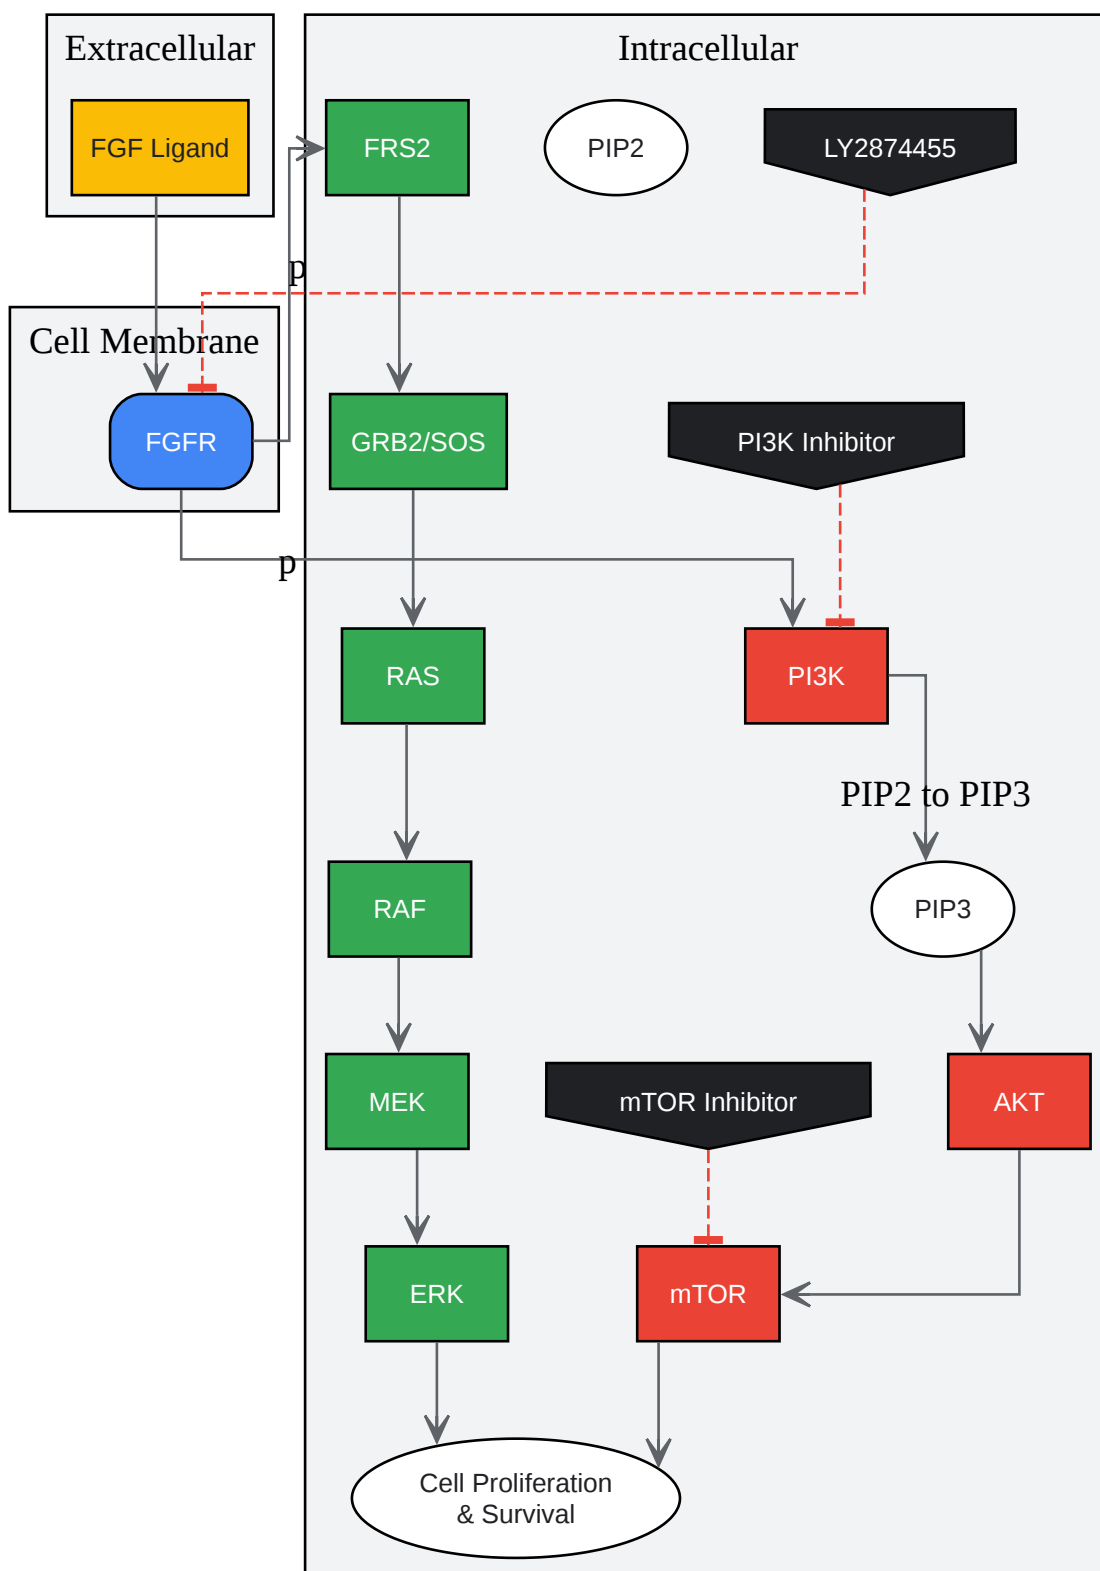 Extracellular
Intracellular
FGF Ligand
FRS2
PIP2
LY2874455
p
Cell Membrane
FGFR
GRB2/SOS
PI3K Inhibitor
p
RAS
PI3K
PIP2 to PIP3
RAF
PIP3
MEK
mTOR Inhibitor
AKT
ERK
mTOR
Cell Proliferation
& Survival